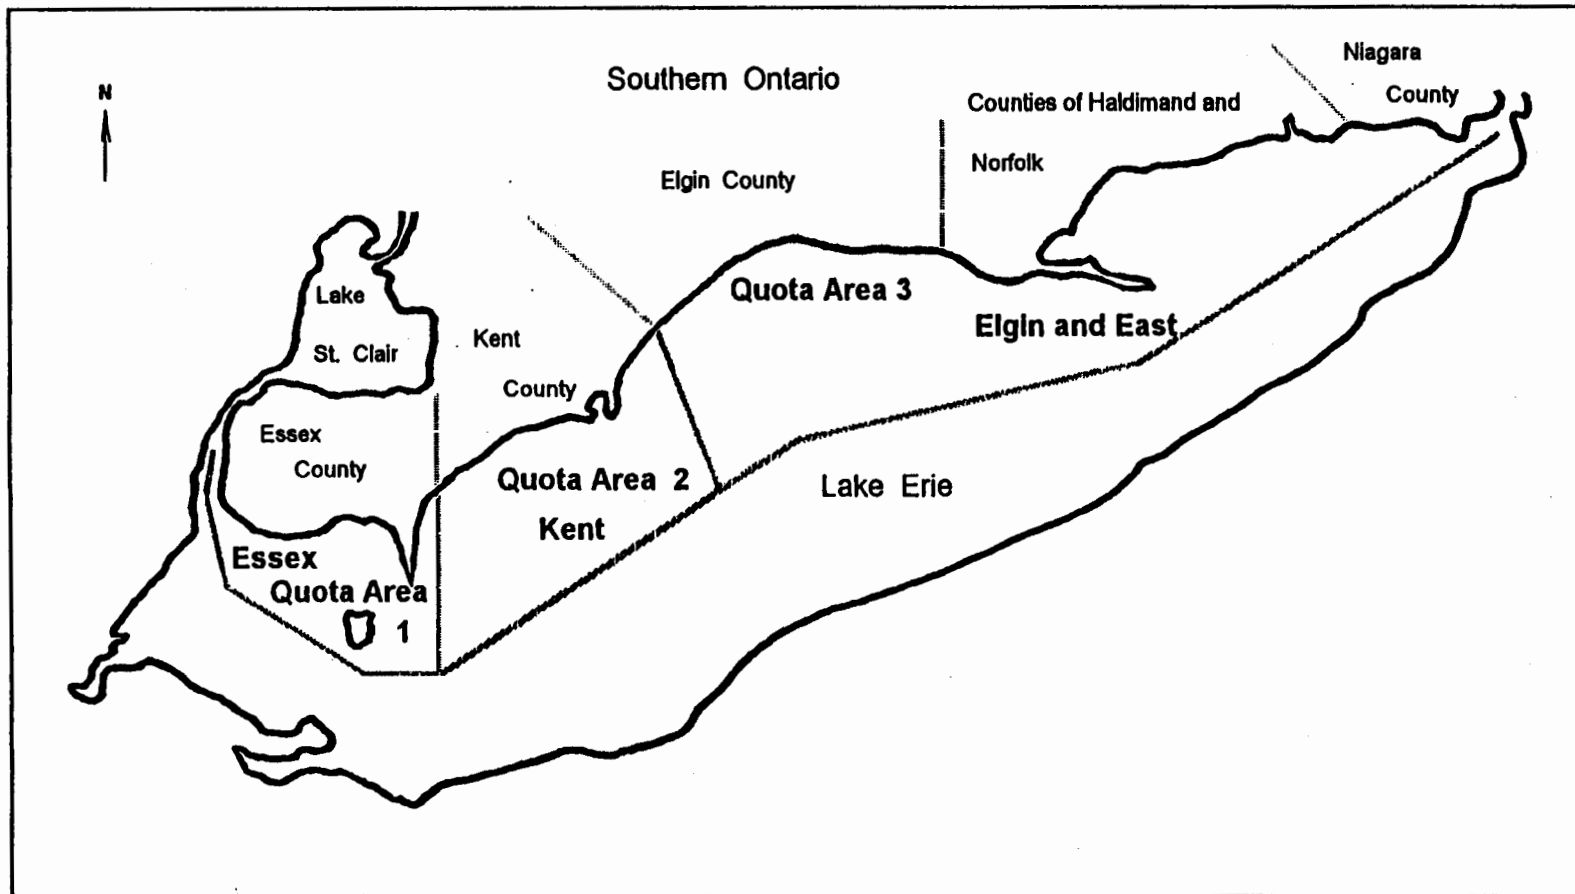 Niagara
County
Southern Ontario
N
Counties of Haldimand and
Norfolk
Elgin County
Lake
St. Clair
Quota Area 3
Elgin and East
Kent
County
Essex
County
Quota Area 2
Kent
Lake Erie
Essex
Quota Area
1